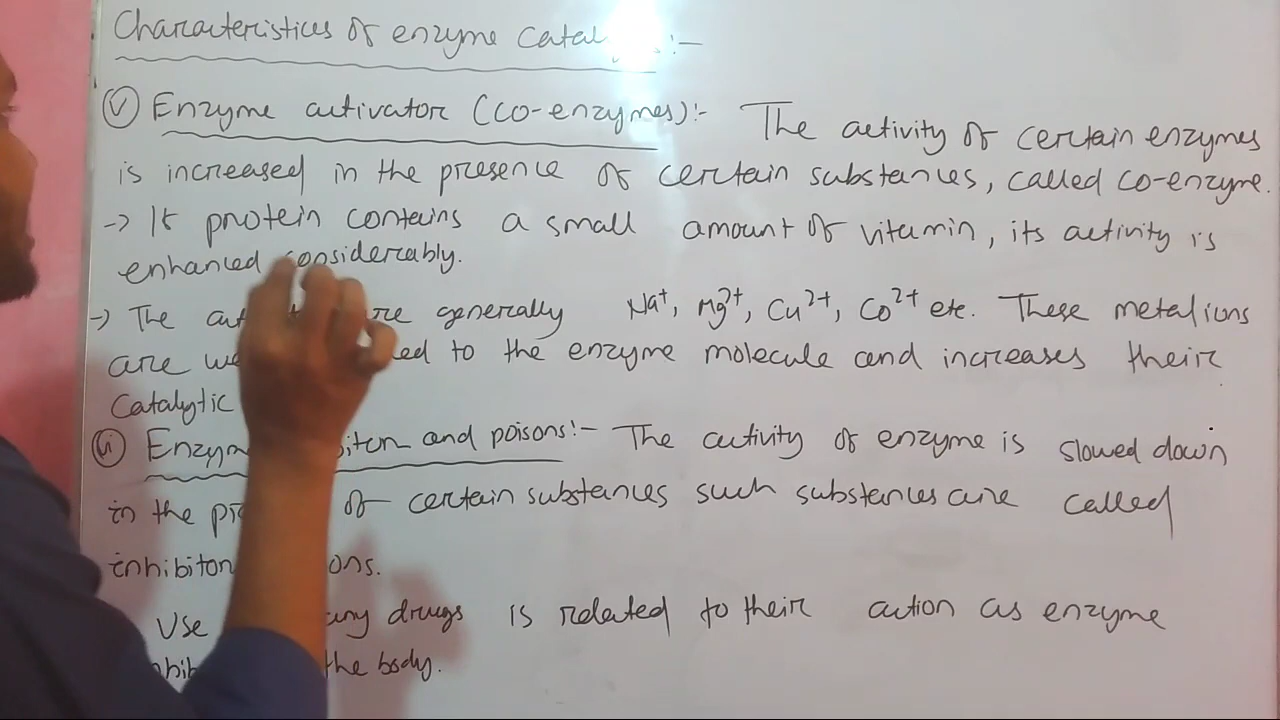 Characteristics of enzyme :-
(v) Enzyme activator (co-enzymes):- The activity of certain enzymes
is increased in the presence of certain substances, called co-enzyme.
-> If protein contains a small amount of vitamin, its activity is
enhanced considerably.
-> The generally Na⁺, Mg²⁺, Cu²⁺, Co²⁺ etc. These metal ions
are to the enzyme molecule and increases their
Catalytic
and poisons:- The activity of enzyme is slowed down
in the of certain substances such substances are called
Use drugs is related to their action as enzyme
the body.